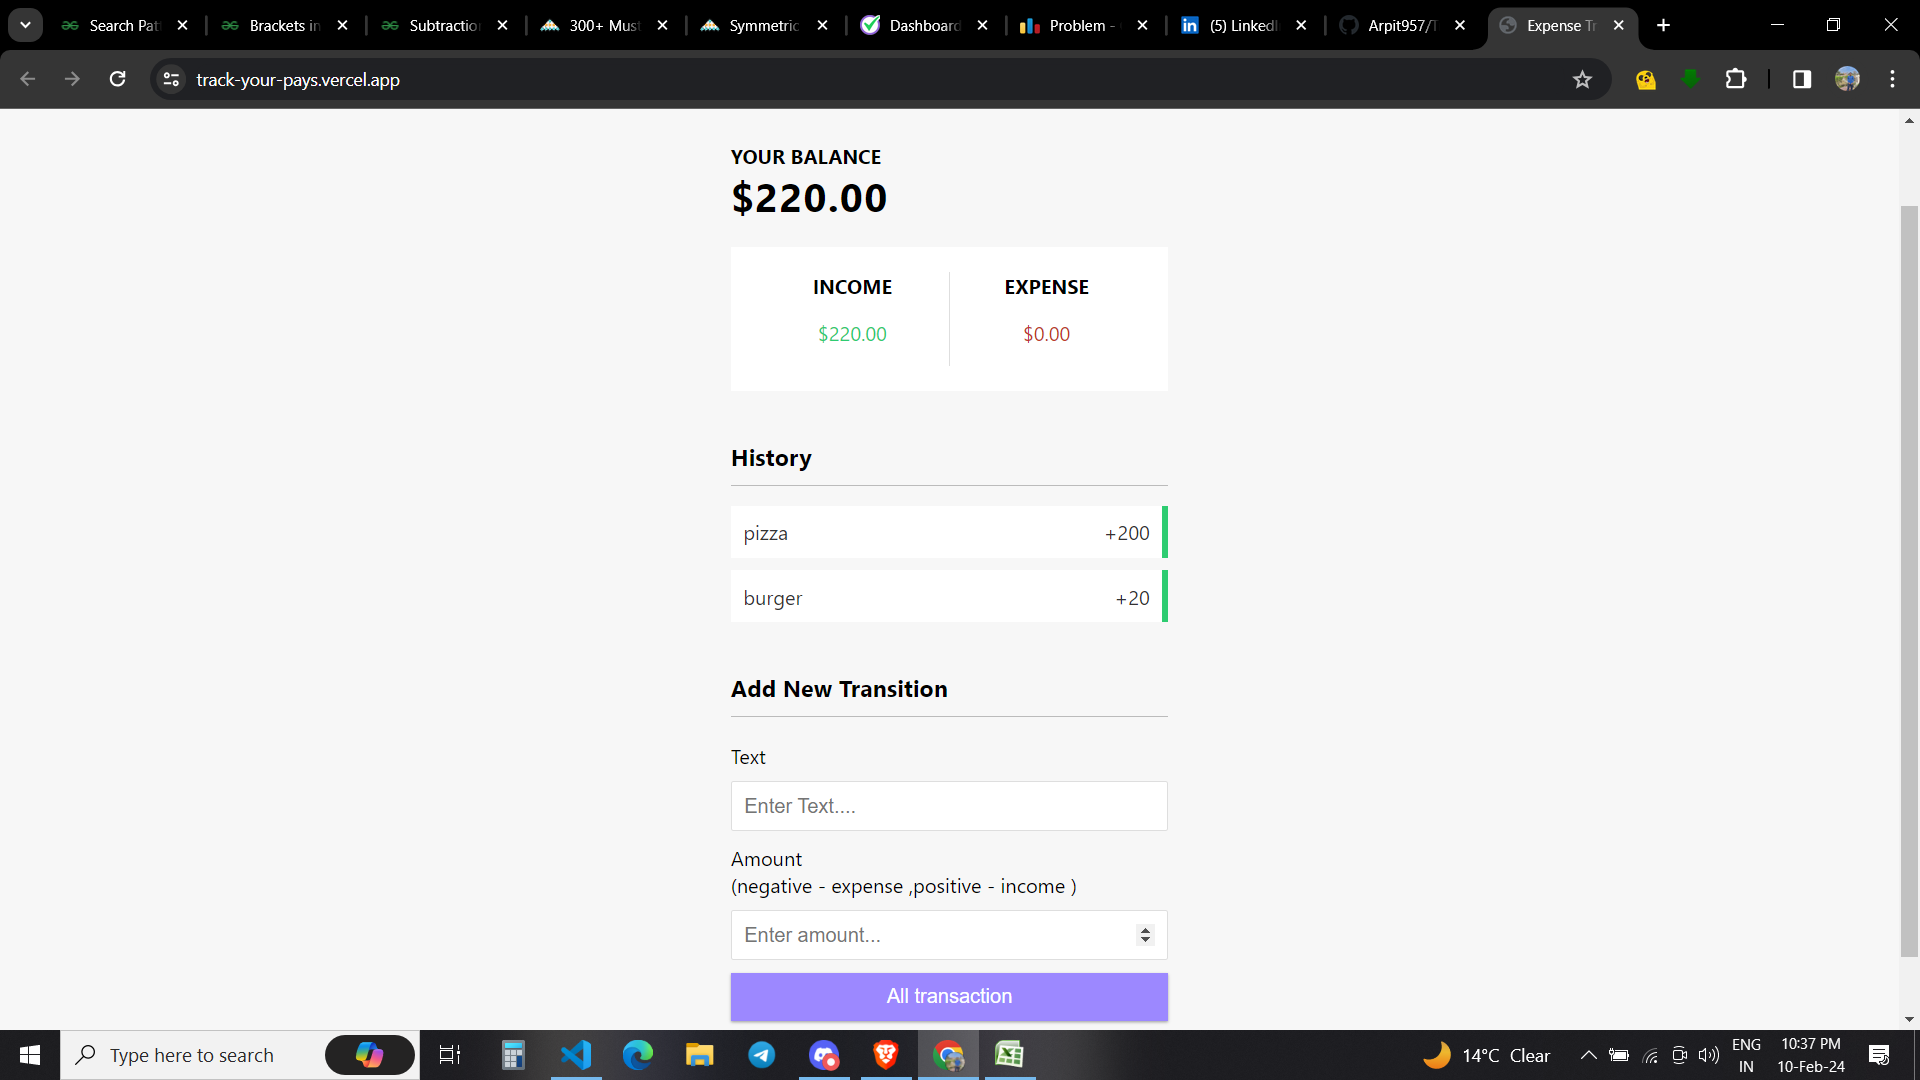 Search Pat
Brackets in
Subtraction
300+ Must
Symmetric
Dashboard
Problem -
(5) LinkedI
Arpit957/T
Expense Tr
track-your-pays.vercel.app
YOUR BALANCE
$220.00
INCOME
EXPENSE
$220.00
$0.00
History
pizza +200
burger +20
Add New Transition
Text
Enter Text....
Amount
(negative - expense ,positive - income )
Enter amount...
All transaction
Type here to search
14°C Clear
ENG
IN
10:37 PM
10-Feb-24